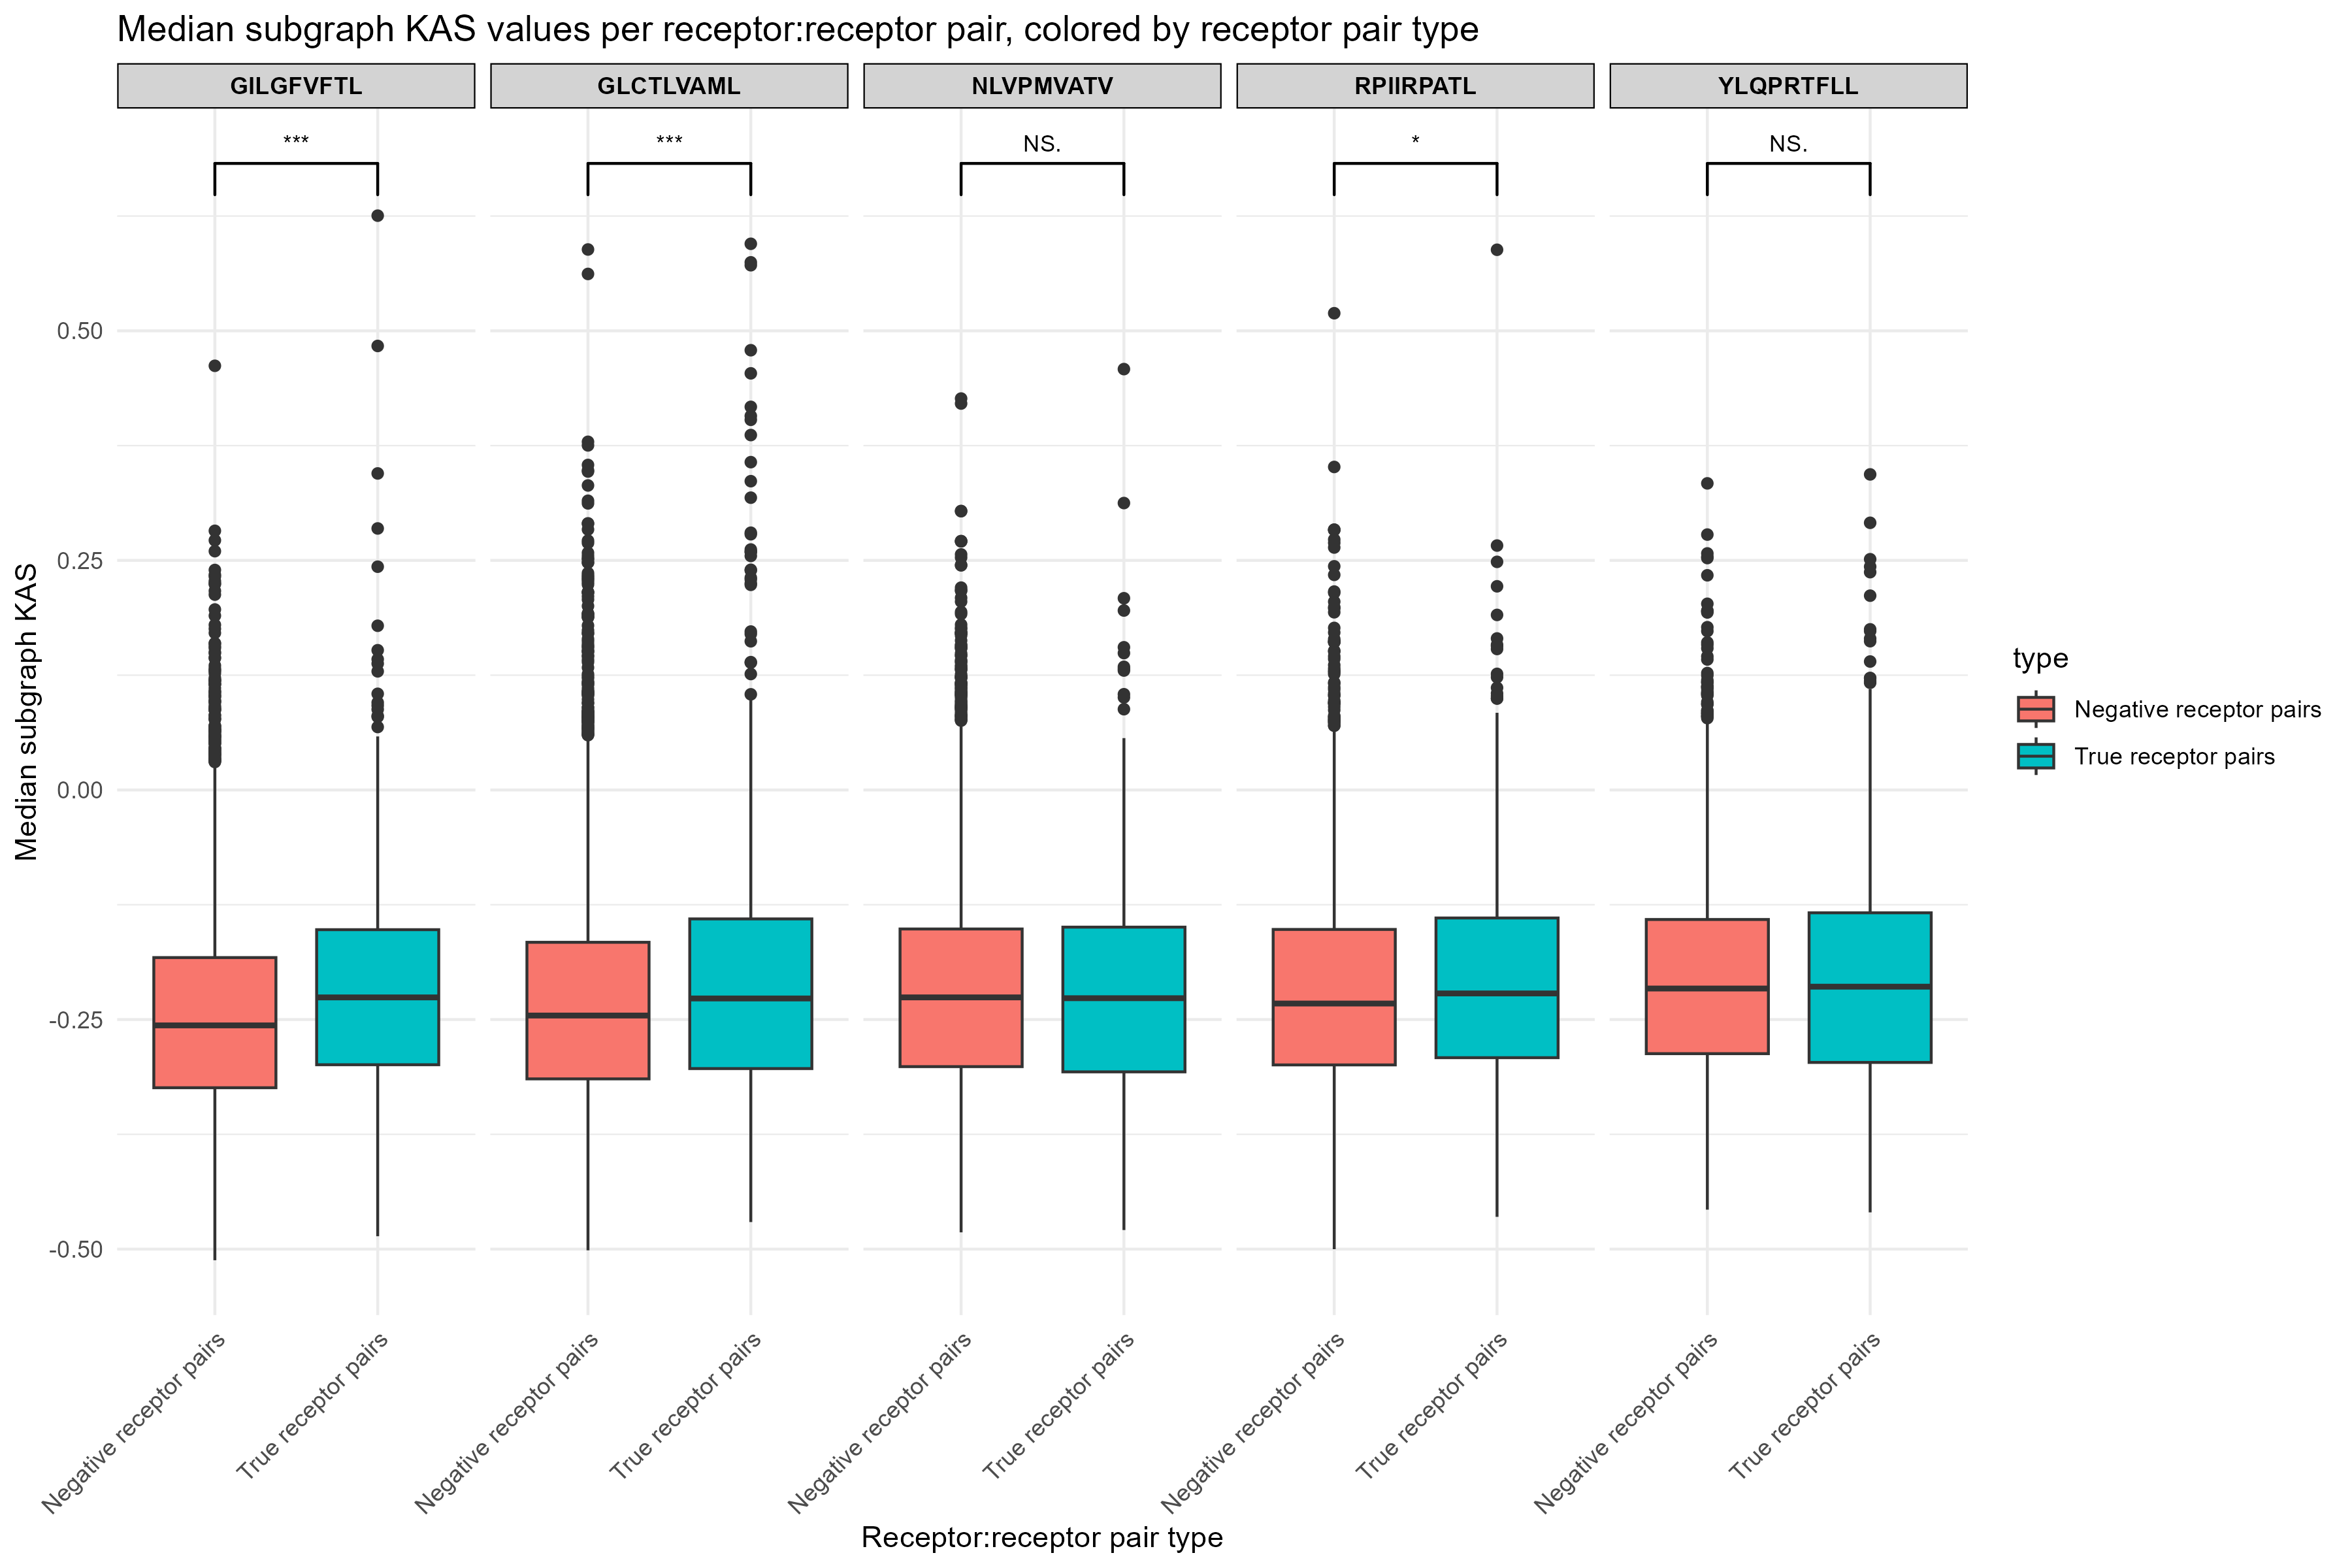 Median subgraph KAS values per receptor:receptor pair, colored by receptor pair type
GILGFVFTL
GLCTLVAML
NLVPMVATV
RPIIRPATL
YLQPRTFLL
***
***
NS.
*
NS.
Median subgraph KAS
0.50
0.25
0.00
-0.25
-0.50
Negative receptor pairs
True receptor pairs
Negative receptor pairs
True receptor pairs
Negative receptor pairs
True receptor pairs
Negative receptor pairs
True receptor pairs
Negative receptor pairs
True receptor pairs
Receptor:receptor pair type
type
Negative receptor pairs
True receptor pairs